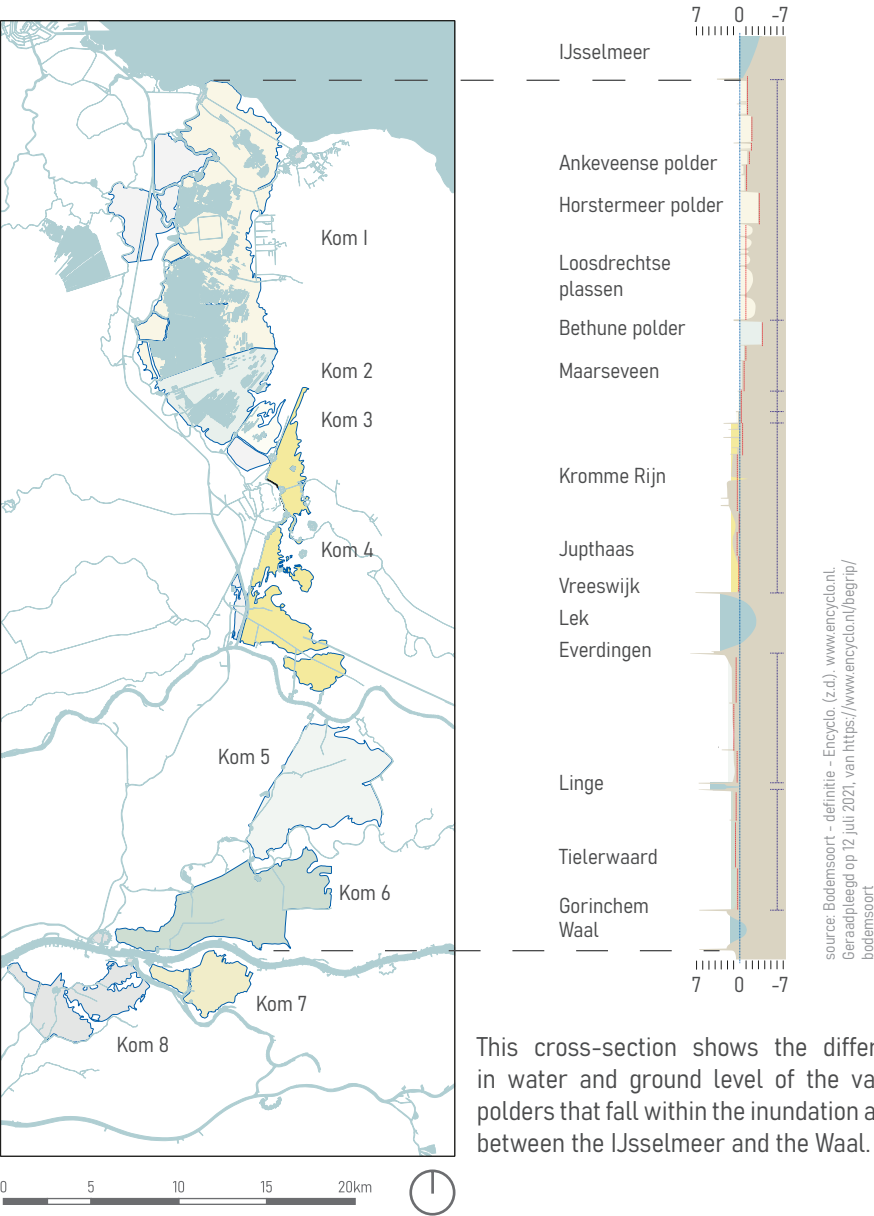 7 0 -7
IJsselmeer
Ankeveense polder
Horstermeer polder
Kom 1
Loosdrechtse
plassen
Bethune polder
Kom 2
Maarseveen
Kom 3
Kromme Rijn
Kom 4
Jupthaas
Vreeswijk
Lek
Everdingen
Kom 5
Linge
Tielerwaard
Kom 6
Gorinchem
Waal
7 0 -7
Kom 7
Kom 8
source: Bodemsoort - definitie - Encyclo. (z.d.). www.encyclo.nl.
Geraadpleegd op 12 juli 2021, van https://www.encyclo.nl/begrip/
bodemsoort
This cross-section shows the differ
in water and ground level of the va
polders that fall within the inundation a
between the IJsselmeer and the Waal.
0 5 10 15 20km